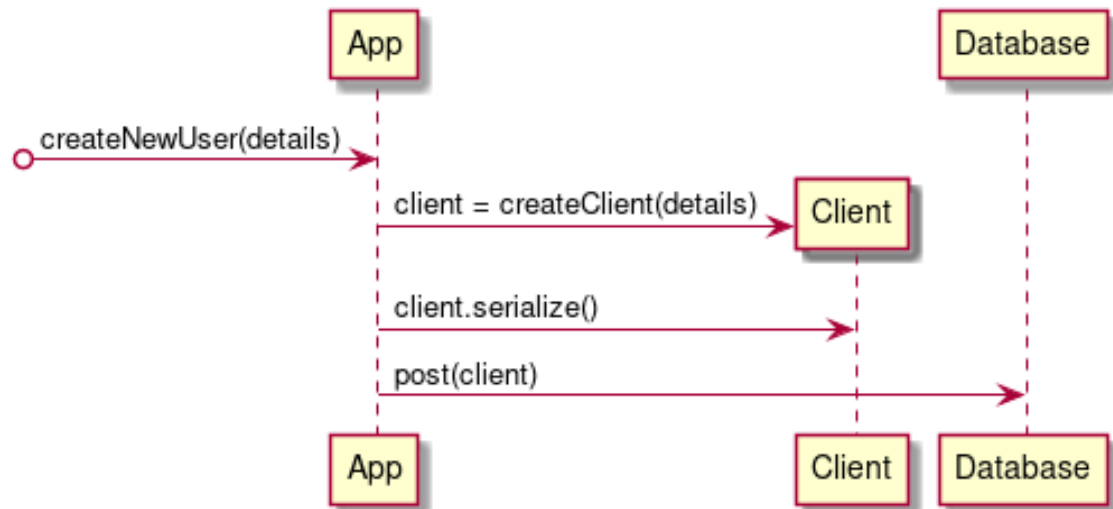 App
Database
createNewUser(details)
client = createClient(details)
Client
client.serialize()
post(client)
App
Client
Database